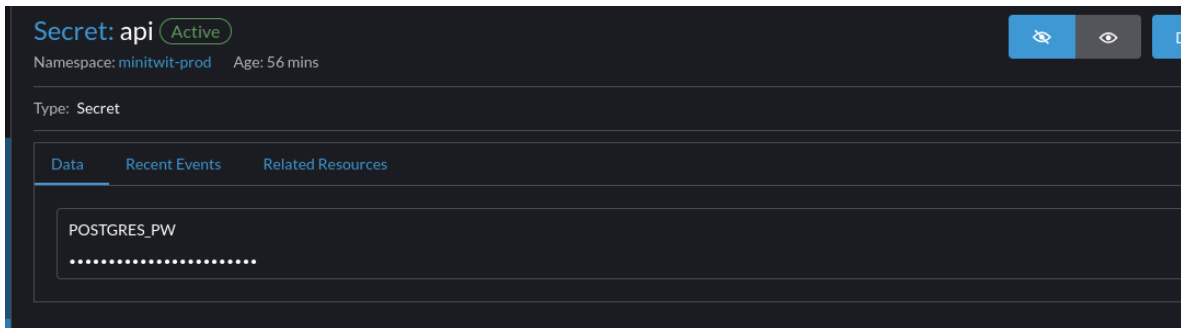 Secret: api Active
Namespace: minitwit-prod Age: 56 mins
Type: Secret
Data Recent Events Related Resources
POSTGRES_PW
••••••••••••••••••••••••